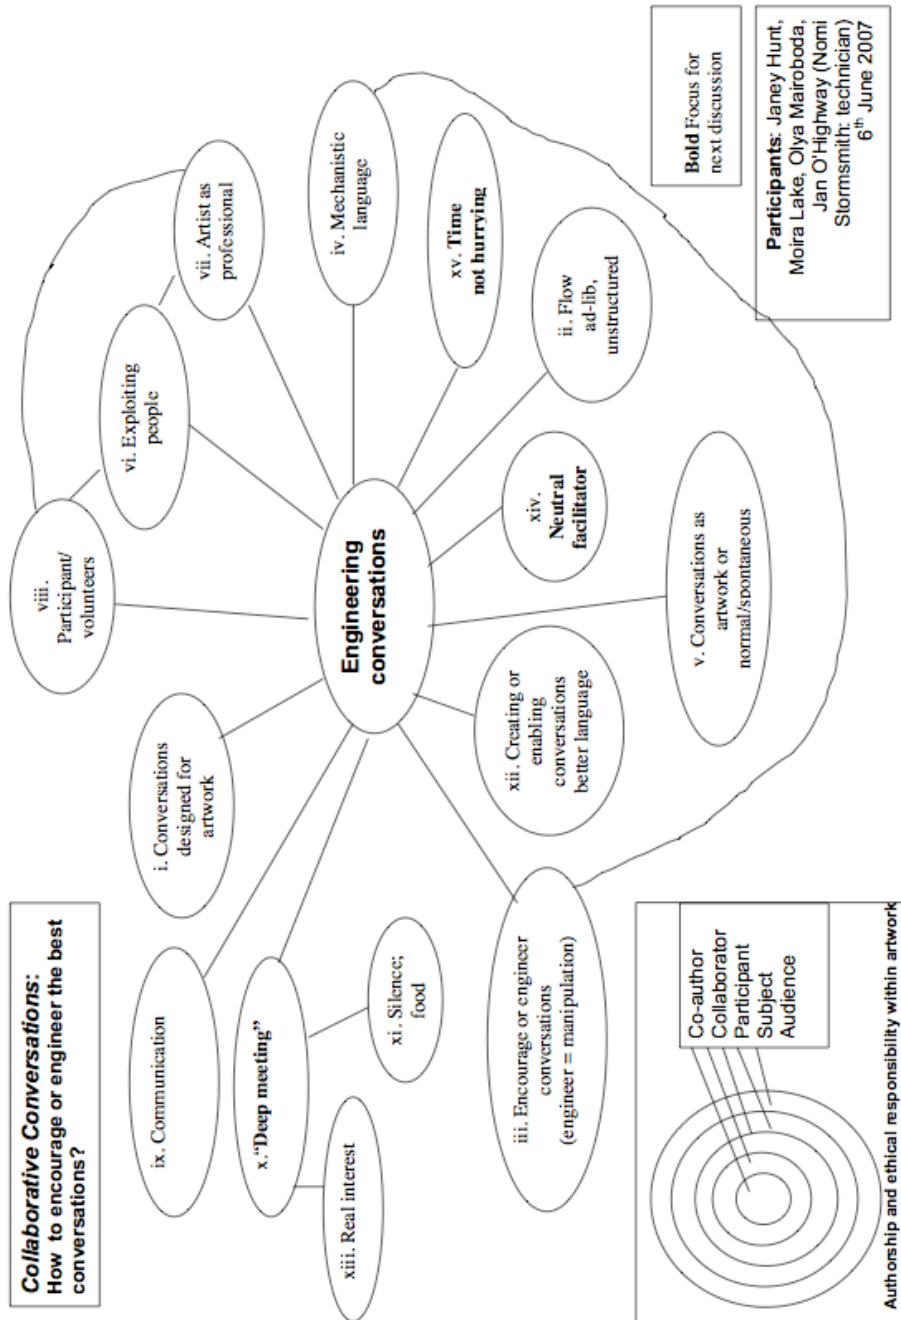 Collaborative Conversations:
How to encourage or engineer the best
conversations?
viii.
Participant/
volunteers
vi. Exploiting
people
vii. Artist as
professional
i. Conversations
designed for
artwork
ix. Communication
x.“Deep meeting”
xiii. Real interest
xi. Silence;
food
Engineering
conversations
iv. Mechanistic
language
xv. Time
not hurrying
ii. Flow
ad-lib,
unstructured
xiv.
Neutral
facilitator
xii. Creating or
enabling
conversations
better language
iii. Encourage or engineer
conversations
(engineer = manipulation)
v. Conversations as
artwork or
normal/spontaneous
Bold Focus for
next discussion
Participants: Janey Hunt,
Moira Lake, Olya Mairoboda,
Jan O'Highway (Nomi
Stormsmith: technician)
6th June 2007
Co-author
Collaborator
Participant
Subject
Audience
Authorship and ethical responsibility within artwork